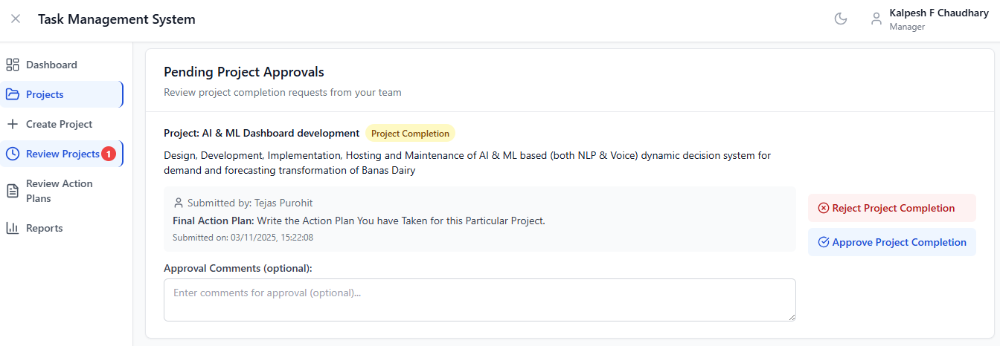 Task Management System
Kalpesh F Chaudhary
Manager
Dashboard
Projects
Create Project
Review Projects 1
Review Action
Plans
Reports
Pending Project Approvals
Review project completion requests from your team
Project: AI & ML Dashboard development Project Completion
Design, Development, Implementation, Hosting and Maintenance of AI & ML based (both NLP & Voice) dynamic decision system for
demand and forecasting transformation of Banas Dairy
Submitted by: Tejas Purohit
Final Action Plan: Write the Action Plan You have Taken for this Particular Project.
Submitted on: 03/11/2025, 15:22:08
Reject Project Completion
Approve Project Completion
Approval Comments (optional):
Enter comments for approval (optional)...